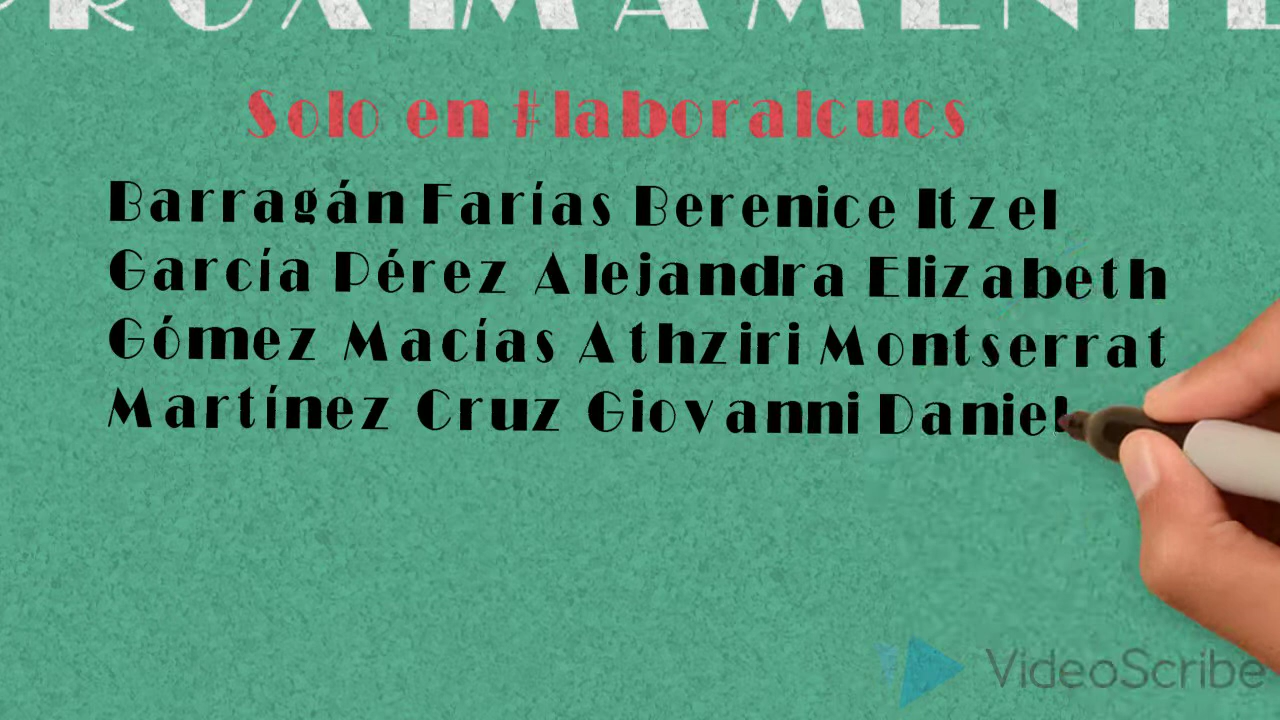 PRÓXIMAMENTE
Solo en #laboralcucs
Barragán Farías Berenice Itzel
García Pérez Alejandra Elizabeth
Gómez Macías Athziri Montserrat
Martínez Cruz Giovanni Daniel
VideoScribe